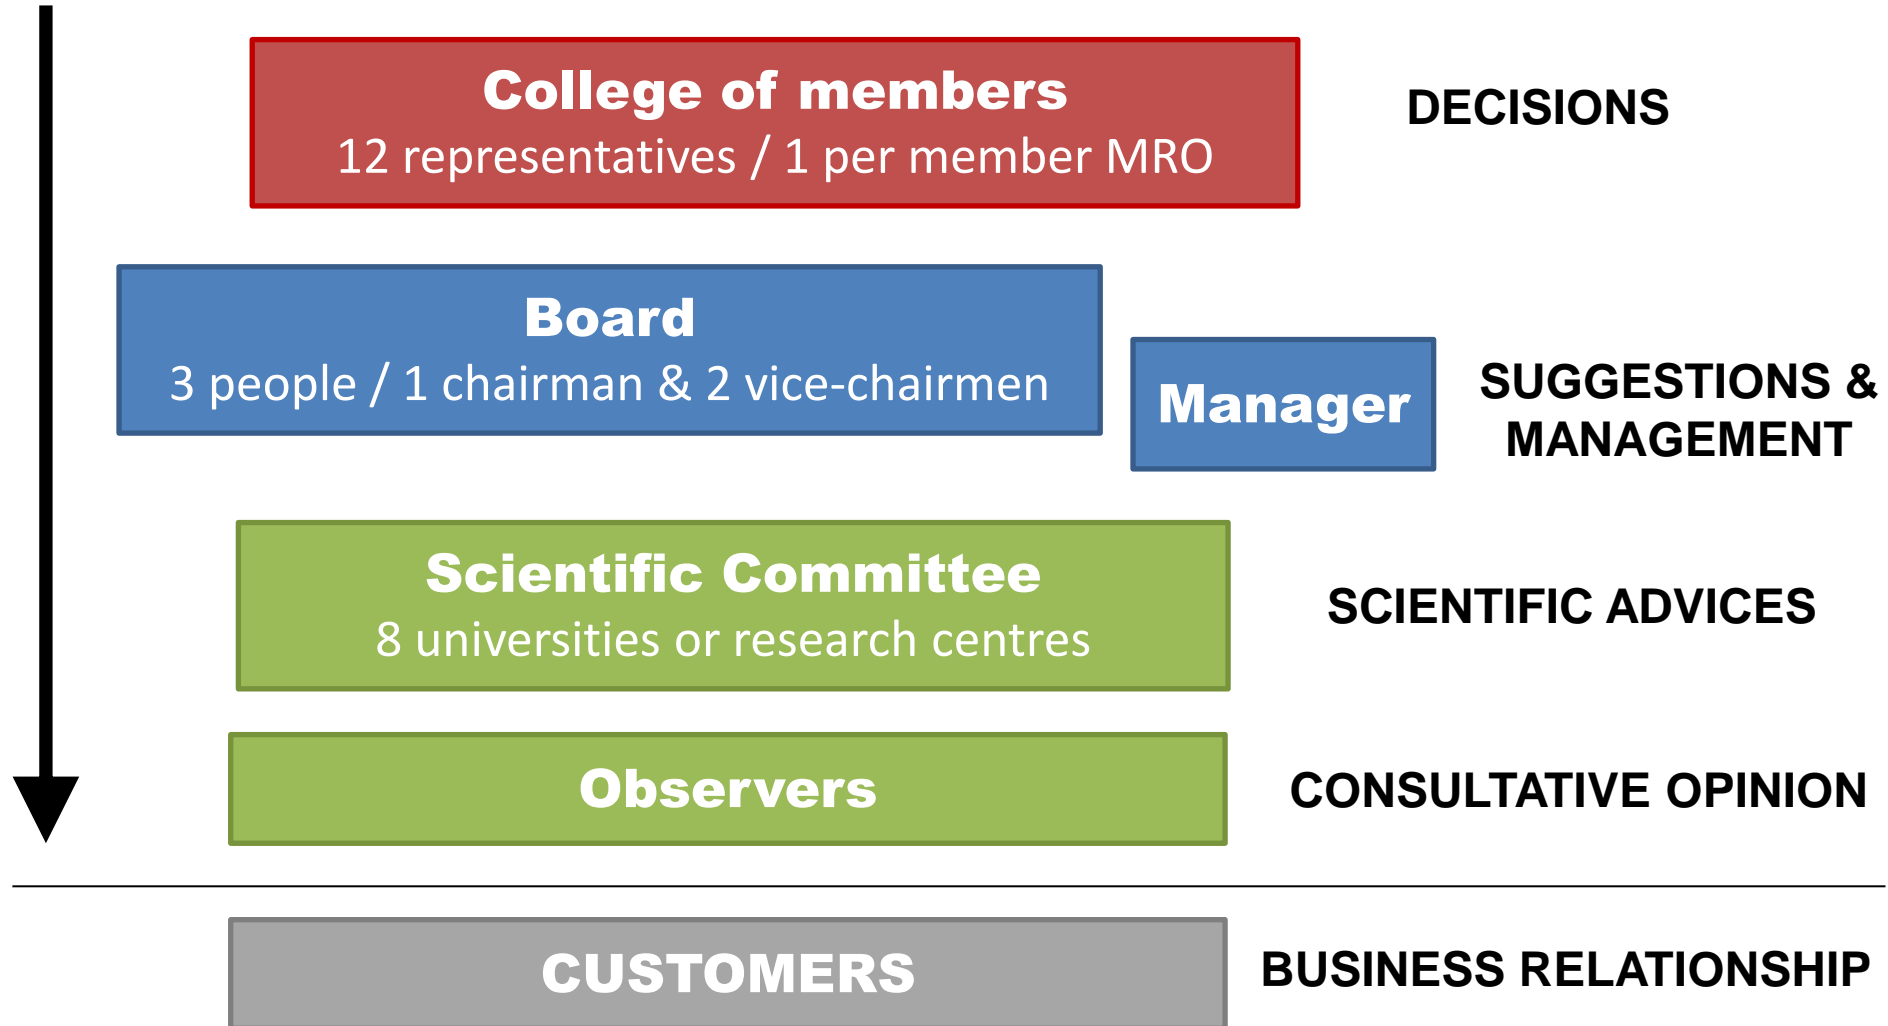 College of members
12 representatives / 1 per member MRO
DECISIONS
Board
3 people / 1 chairman & 2 vice-chairmen
Manager
SUGGESTIONS &
MANAGEMENT
Scientific Committee
8 universities or research centres
SCIENTIFIC ADVICES
Observers
CONSULTATIVE OPINION
CUSTOMERS
BUSINESS RELATIONSHIP